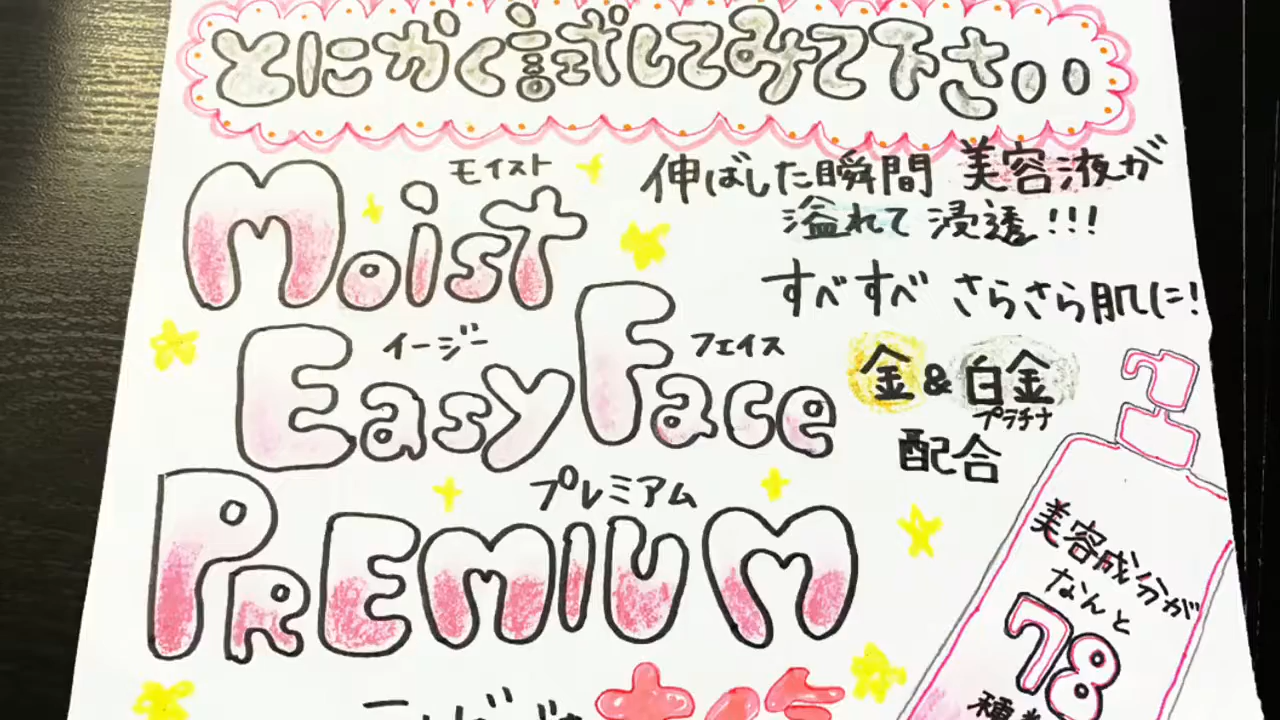 とにかく試してみて下さい
モイスト
Moist
伸ばした瞬間 美容液が
溢れて 浸透!!!
すべすべ さらさら肌に!
イージー フェイス
Easy Face
金&白金
プラチナ
配合
プレミアム
PREMIUM
美容成分が
なんと
78